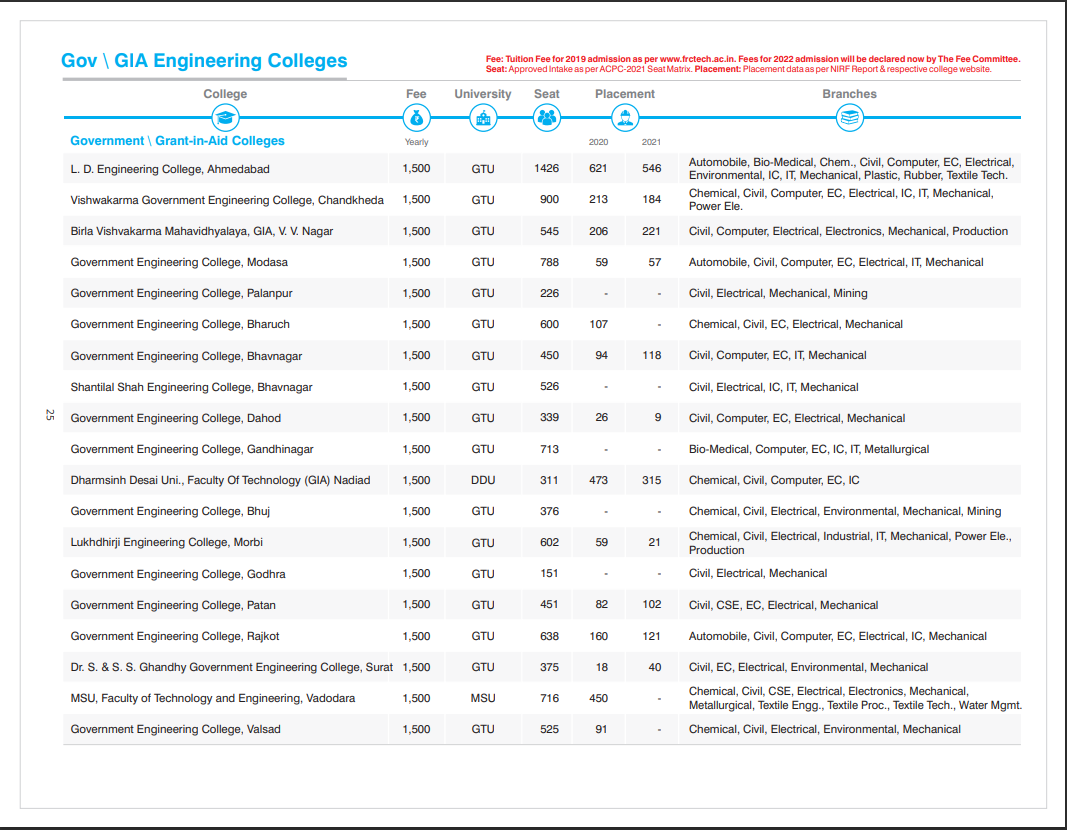 Gov \ GIA Engineering Colleges
Fee: Tuition Fee for 2019 admission as per www.frctech.ac.in. Fees for 2022 admission will be declared now by The Fee Committee.
Seat: Approved Intake as per ACPC-2021 Seat Matrix. Placement: Placement data as per NIRF Report & respective college website.
College Fee University Seat Placement Branches
Government \ Grant-in-Aid Colleges Yearly 2020 2021
L. D. Engineering College, Ahmedabad 1,500 GTU 1426 621 546 Automobile, Bio-Medical, Chem., Civil, Computer, EC, Electrical,
Environmental, IC, IT, Mechanical, Plastic, Rubber, Textile Tech.
Vishwakarma Government Engineering College, Chandkheda 1,500 GTU 900 213 184 Chemical, Civil, Computer, EC, Electrical, IC, IT, Mechanical,
Power Ele.
Birla Vishvakarma Mahavidhyalaya, GIA, V. V. Nagar 1,500 GTU 545 206 221 Civil, Computer, Electrical, Electronics, Mechanical, Production
Government Engineering College, Modasa 1,500 GTU 788 59 57 Automobile, Civil, Computer, EC, Electrical, IT, Mechanical
Government Engineering College, Palanpur 1,500 GTU 226 - - Civil, Electrical, Mechanical, Mining
Government Engineering College, Bharuch 1,500 GTU 600 107 - Chemical, Civil, EC, Electrical, Mechanical
Government Engineering College, Bhavnagar 1,500 GTU 450 94 118 Civil, Computer, EC, IT, Mechanical
Shantilal Shah Engineering College, Bhavnagar 1,500 GTU 526 - - Civil, Electrical, IC, IT, Mechanical
25
Government Engineering College, Dahod 1,500 GTU 339 26 9 Civil, Computer, EC, Electrical, Mechanical
Government Engineering College, Gandhinagar 1,500 GTU 713 - - Bio-Medical, Computer, EC, IC, IT, Metallurgical
Dharmsinh Desai Uni., Faculty Of Technology (GIA) Nadiad 1,500 DDU 311 473 315 Chemical, Civil, Computer, EC, IC
Government Engineering College, Bhuj 1,500 GTU 376 - - Chemical, Civil, Electrical, Environmental, Mechanical, Mining
Lukhdhirji Engineering College, Morbi 1,500 GTU 602 59 21 Chemical, Civil, Electrical, Industrial, IT, Mechanical, Power Ele.,
Production
Government Engineering College, Godhra 1,500 GTU 151 - - Civil, Electrical, Mechanical
Government Engineering College, Patan 1,500 GTU 451 82 102 Civil, CSE, EC, Electrical, Mechanical
Government Engineering College, Rajkot 1,500 GTU 638 160 121 Automobile, Civil, Computer, EC, Electrical, IC, Mechanical
Dr. S. & S. S. Ghandhy Government Engineering College, Surat 1,500 GTU 375 18 40 Civil, EC, Electrical, Environmental, Mechanical
MSU, Faculty of Technology and Engineering, Vadodara 1,500 MSU 716 450 - Chemical, Civil, CSE, Electrical, Electronics, Mechanical,
Metallurgical, Textile Engg., Textile Proc., Textile Tech., Water Mgmt.
Government Engineering College, Valsad 1,500 GTU 525 91 - Chemical, Civil, Electrical, Environmental, Mechanical